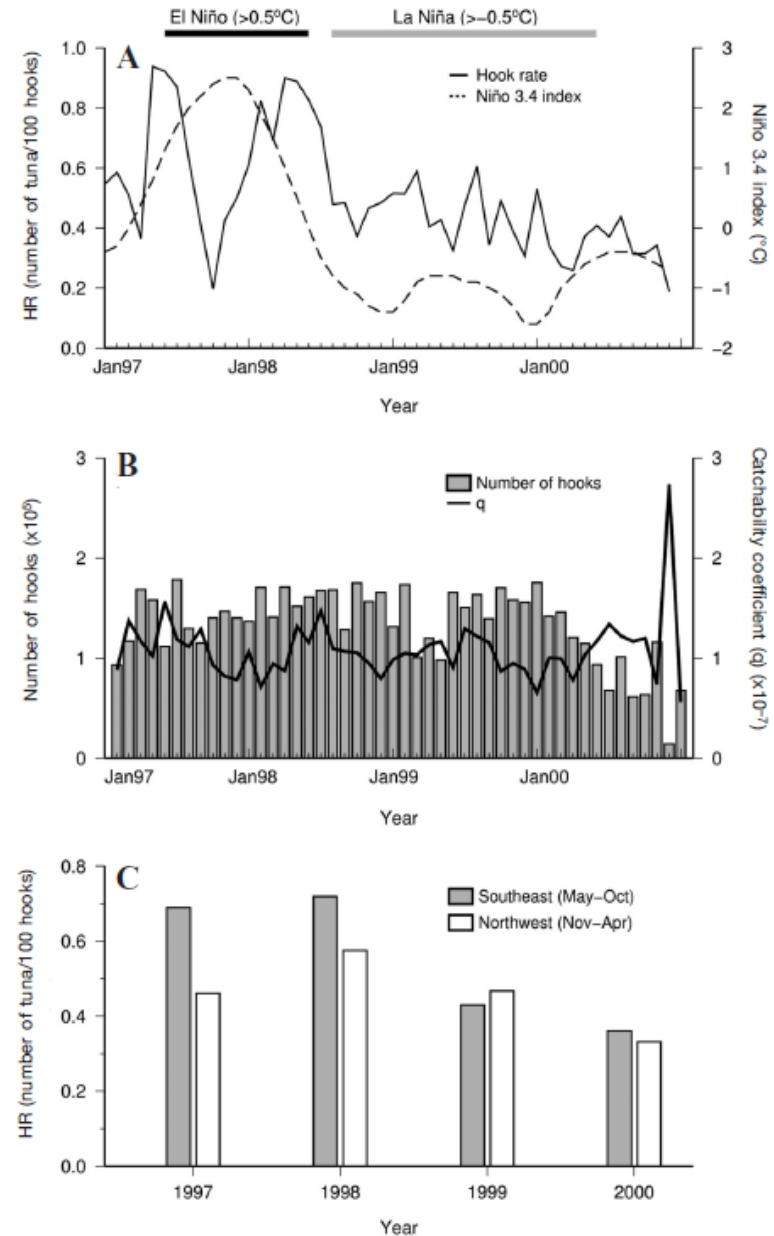 El Niño (>0.5ºC) La Niña (>−0.5ºC)
A
Hook rate
Niño 3.4 index
HR (number of tuna/100 hooks)
1.0
0.8
0.6
0.4
0.2
0.0
Niño 3.4 index (°C)
3
2
1
0
−1
−2
Jan97 Jan98 Jan99 Jan00
Year
B
Number of hooks
q
Number of hooks (x10⁶)
3
2
1
0
Catchability coefficient (q) (x10⁻⁷)
3
2
1
0
Jan97 Jan98 Jan99 Jan00
Year
C
Southeast (May−Oct)
Northwest (Nov−Apr)
HR (number of tuna/100 hooks)
0.8
0.6
0.4
0.2
0.0
1997 1998 1999 2000
Year